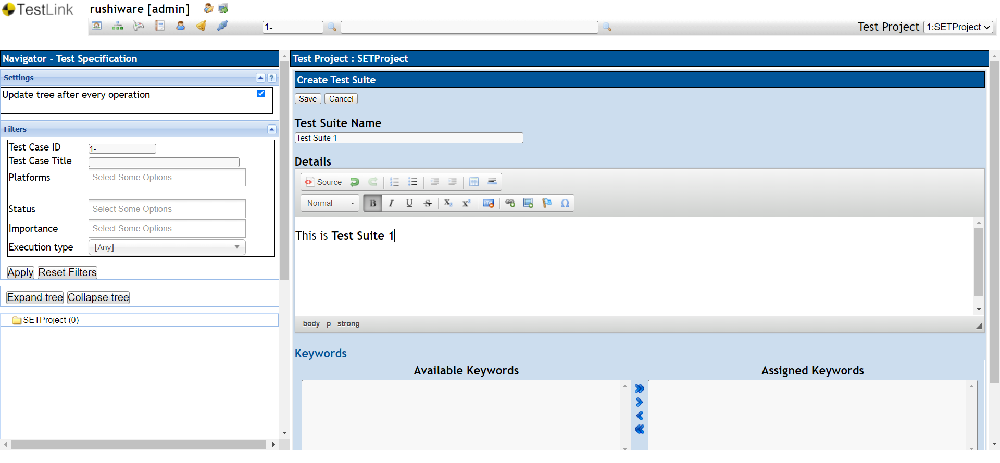 TestLink
rushiware [admin]
1-
Test Project 1:SETProject
Navigator - Test Specification
Settings
?
Update tree after every operation
Filters
Test Case ID 1-
Test Case Title
Platforms Select Some Options
Status Select Some Options
Importance Select Some Options
Execution type [Any]
Apply Reset Filters
Expand tree Collapse tree
SETProject (0)
Test Project : SETProject
Create Test Suite
Save Cancel
Test Suite Name
Test Suite 1
Details
Source
Normal B I U S X₂ X² Ω
This is Test Suite 1
body p strong
Keywords
Available Keywords Assigned Keywords